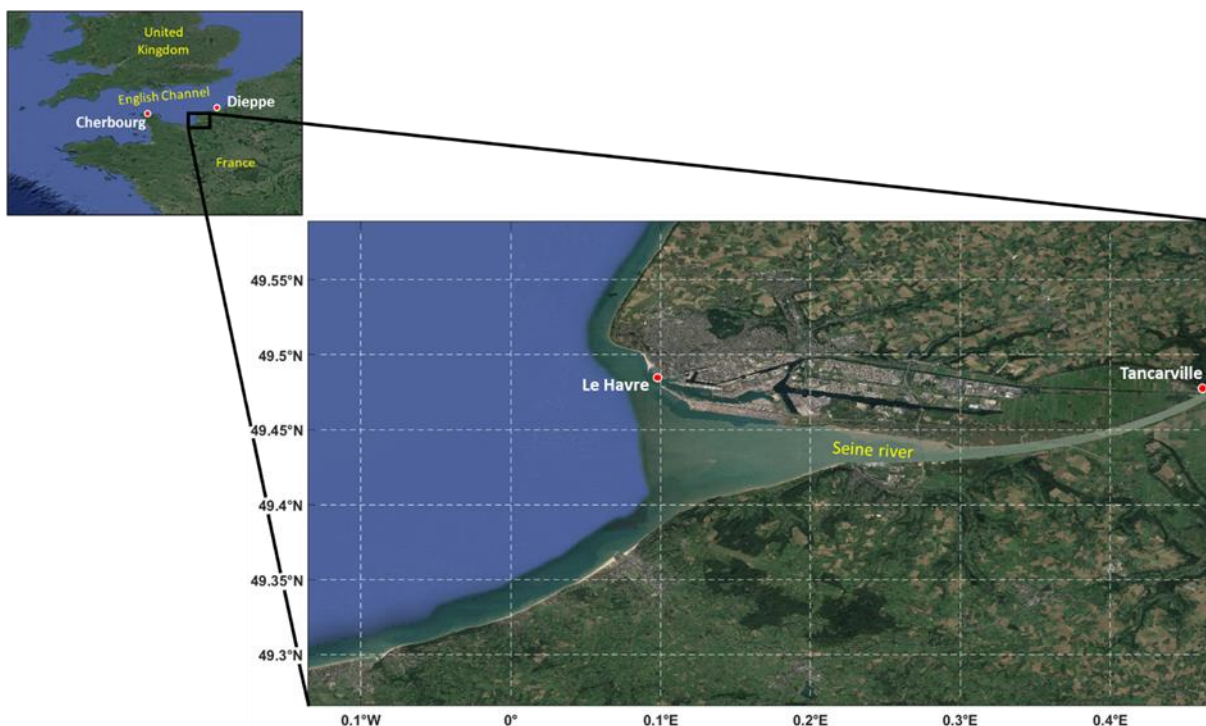 United
Kingdom
English Channel
Dieppe
Cherbourg
France
49.55°N
49.5°N
Le Havre
Tancarville
49.45°N
Seine river
49.4°N
49.35°N
49.3°N
0.1°W 0° 0.1°E 0.2°E 0.3°E 0.4°E